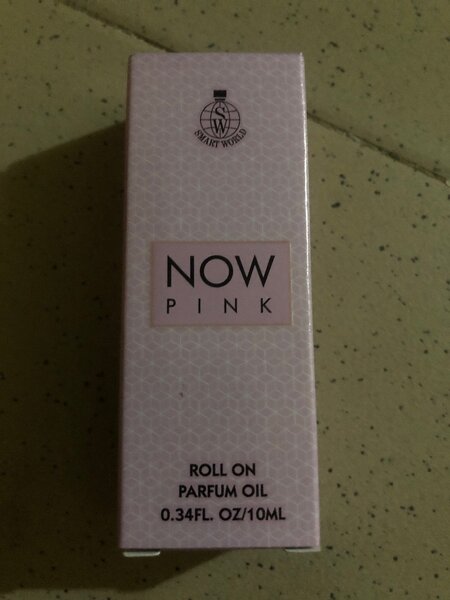 SW
SMART WORLD
NOW
PINK
ROLL ON
PARFUM OIL
0.34FL. OZ/10ML